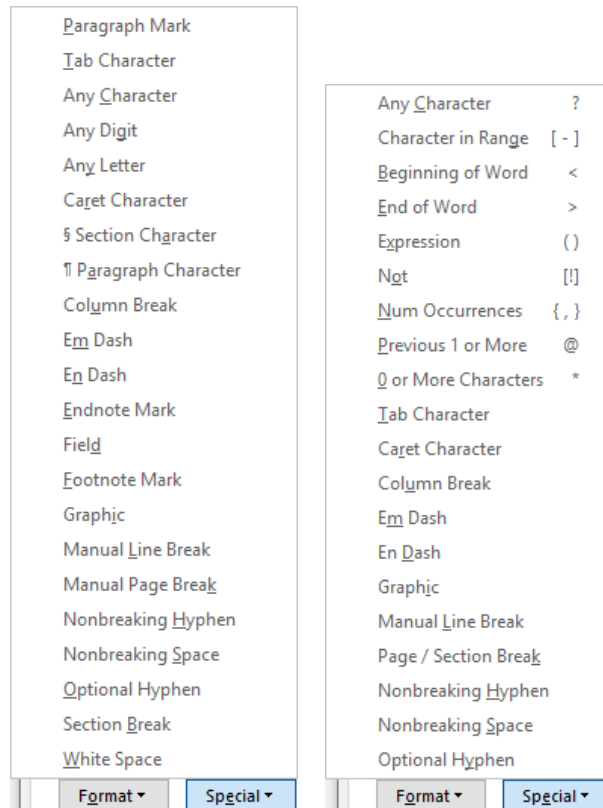 Paragraph Mark
Tab Character
Any Character
Any Digit
Any Letter
Caret Character
§ Section Character
¶ Paragraph Character
Column Break
Em Dash
En Dash
Endnote Mark
Field
Footnote Mark
Graphic
Manual Line Break
Manual Page Break
Nonbreaking Hyphen
Nonbreaking Space
Optional Hyphen
Section Break
White Space
Format Special
Any Character ?
Character in Range [ - ]
Beginning of Word <
End of Word >
Expression ( )
Not [!]
Num Occurrences { , }
Previous 1 or More @
0 or More Characters *
Tab Character
Caret Character
Column Break
Em Dash
En Dash
Graphic
Manual Line Break
Page / Section Break
Nonbreaking Hyphen
Nonbreaking Space
Optional Hyphen
Format Special